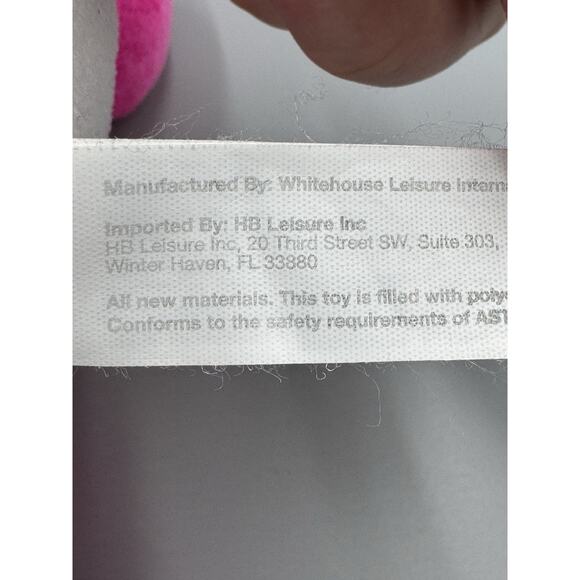 Manufactured By: Whitehouse Leisure Interna
Imported By: HB Leisure Inc
HB Leisure Inc, 20 Third Street SW, Suite 303,
Winter Haven, FL 33880
All new materials. This toy is filled with poly
Conforms to the safety requirements of AST